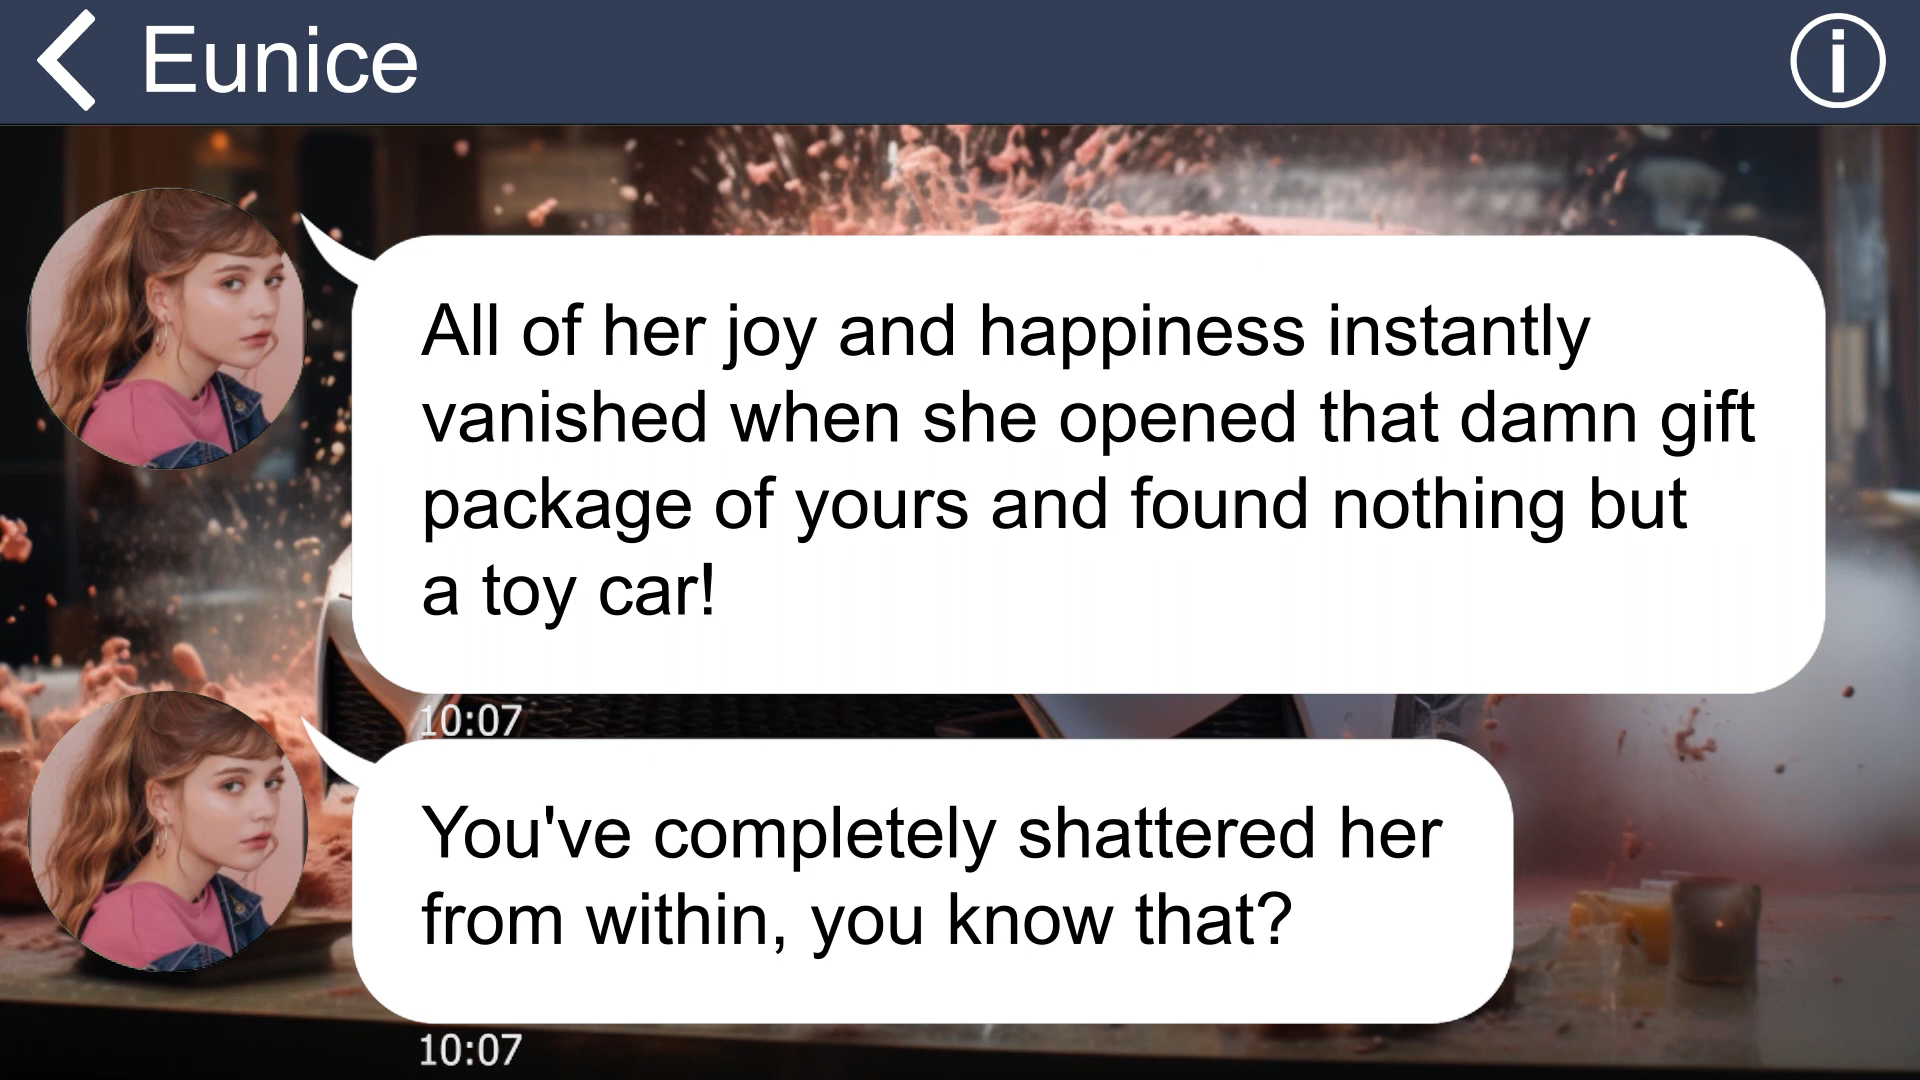 Eunice
All of her joy and happiness instantly
vanished when she opened that damn gift
package of yours and found nothing but
a toy car!
10:07
You've completely shattered her
from within, you know that?
10:07